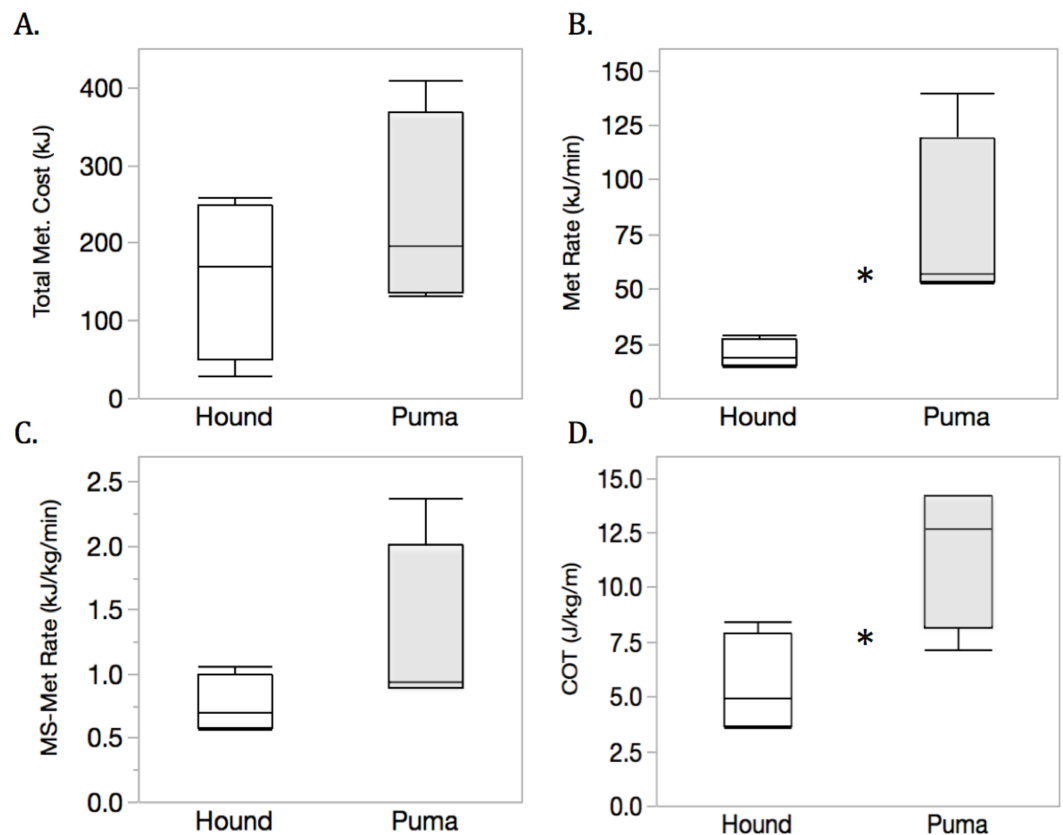 A.
Total Met. Cost (kJ)
400
300
200
100
0
Hound Puma
B.
Met Rate (kJ/min)
150
125
100
75
50
25
0
*
Hound Puma
C.
MS-Met Rate (kJ/kg/min)
2.5
2.0
1.5
1.0
0.5
0.0
Hound Puma
D.
COT (J/kg/m)
15.0
12.5
10.0
7.5
5.0
2.5
0.0
*
Hound Puma